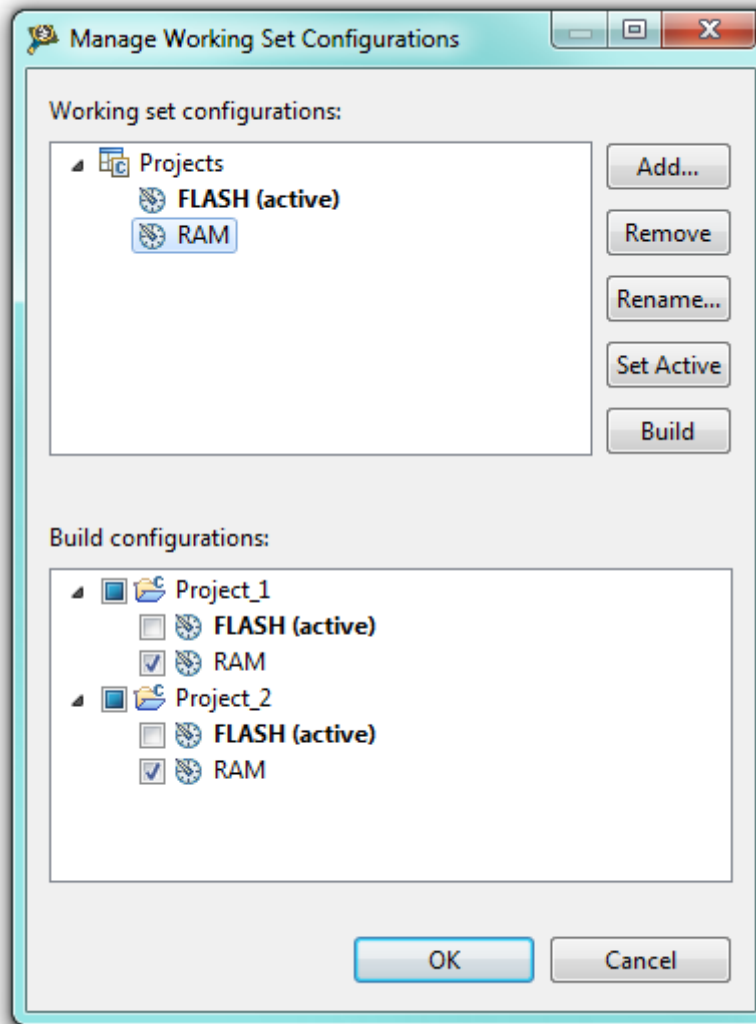 Manage Working Set Configurations
Working set configurations:
Projects
FLASH (active)
RAM
Add...
Remove
Rename...
Set Active
Build
Build configurations:
Project_1
FLASH (active)
RAM
Project_2
FLASH (active)
RAM
OK
Cancel